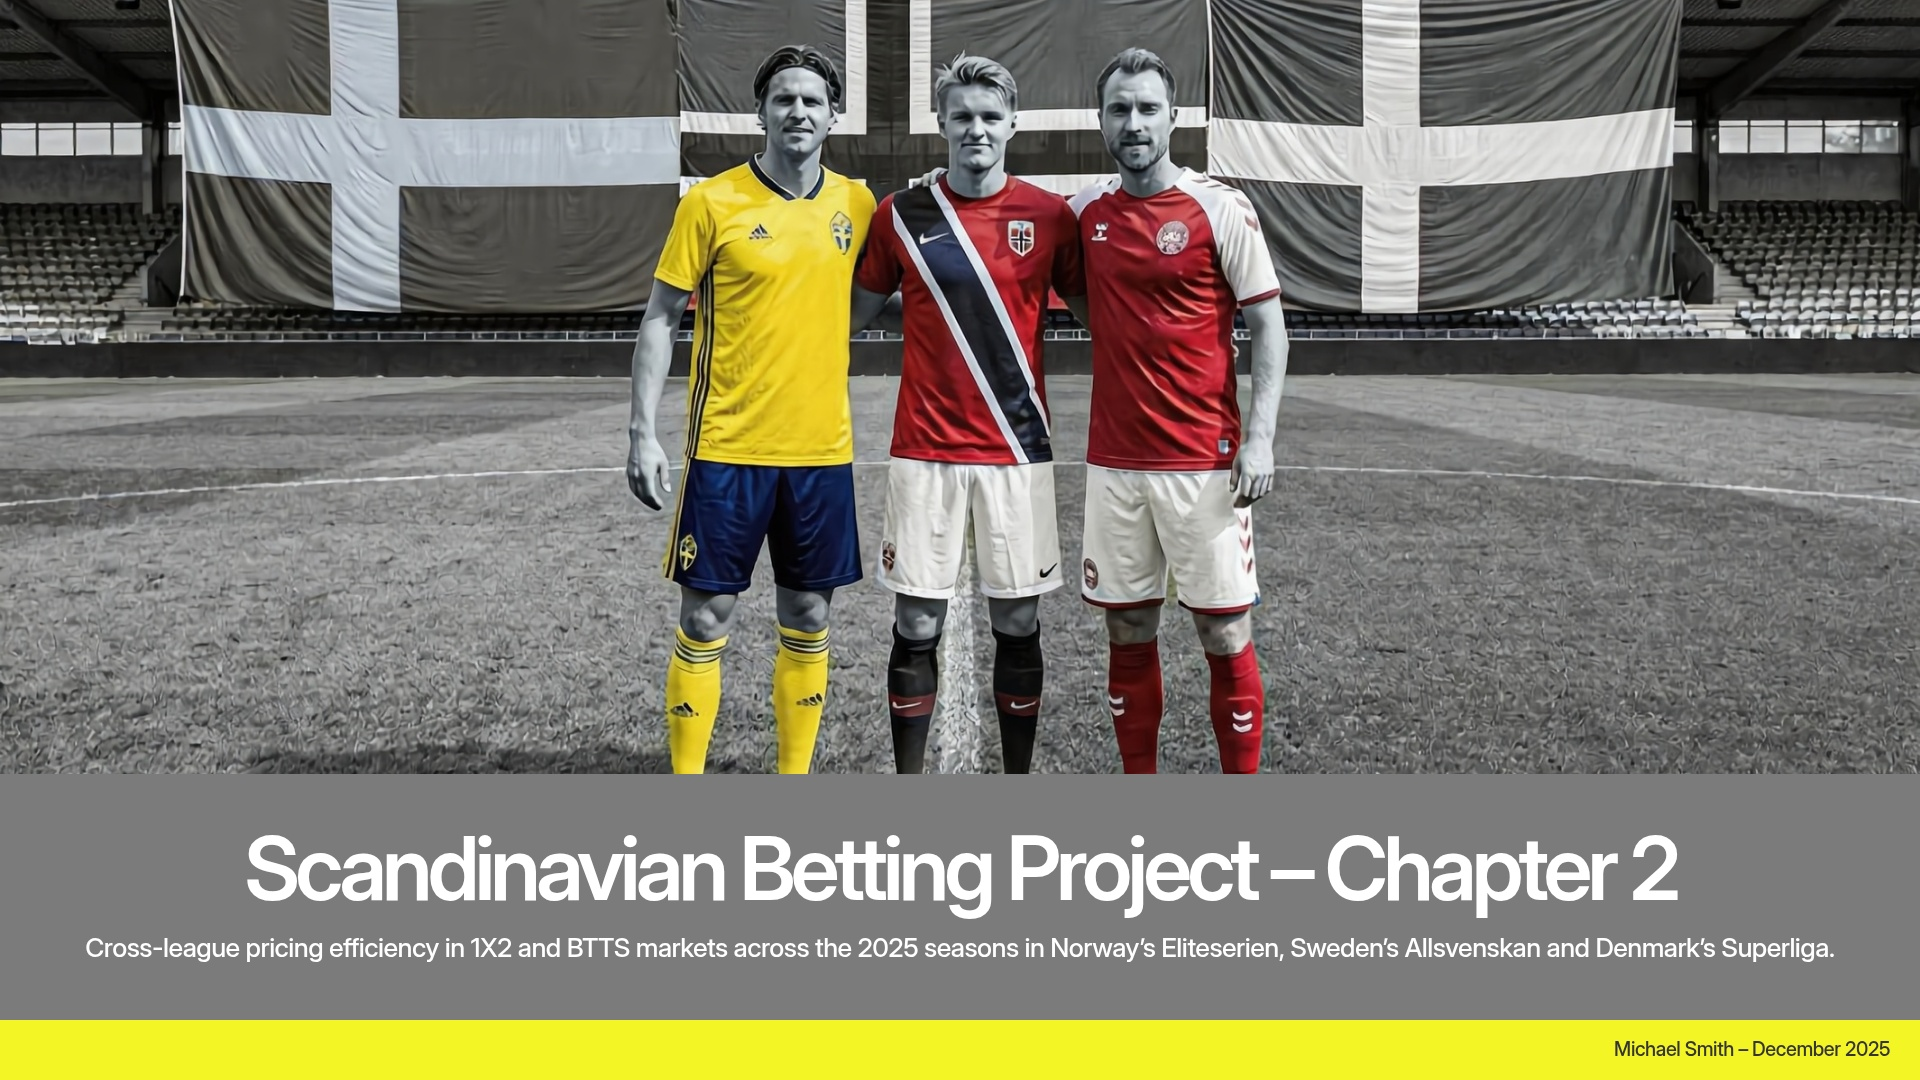 Scandinavian Betting Project – Chapter 2
Cross-league pricing efficiency in 1X2 and BTTS markets across the 2025 seasons in Norway’s Eliteserien, Sweden’s Allsvenskan and Denmark’s Superliga.
Michael Smith – December 2025